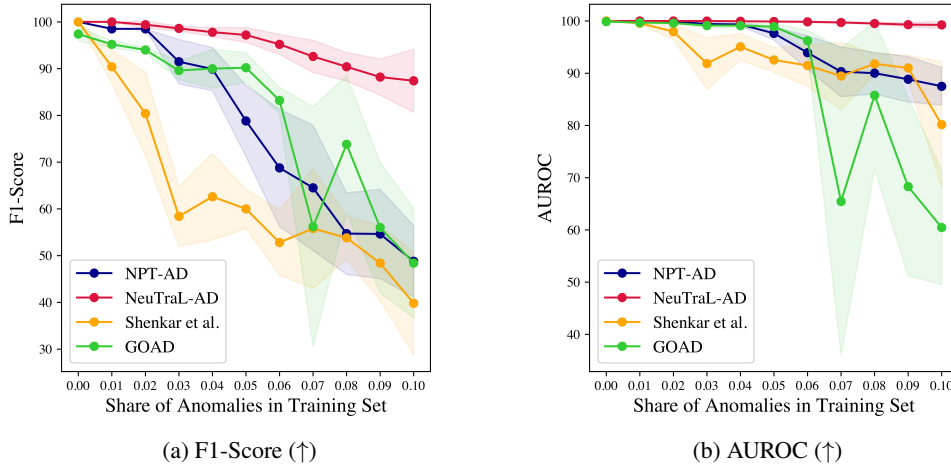 100
90
80
70
60
50
40
30
F1-Score
NPT-AD
NeuTraL-AD
Shenkar et al.
GOAD
0.00 0.01 0.02 0.03 0.04 0.05 0.06 0.07 0.08 0.09 0.10
Share of Anomalies in Training Set
(a) F1-Score (↑)
100
90
80
70
60
50
40
AUROC
NPT-AD
NeuTraL-AD
Shenkar et al.
GOAD
0.00 0.01 0.02 0.03 0.04 0.05 0.06 0.07 0.08 0.09 0.10
Share of Anomalies in Training Set
(b) AUROC (↑)